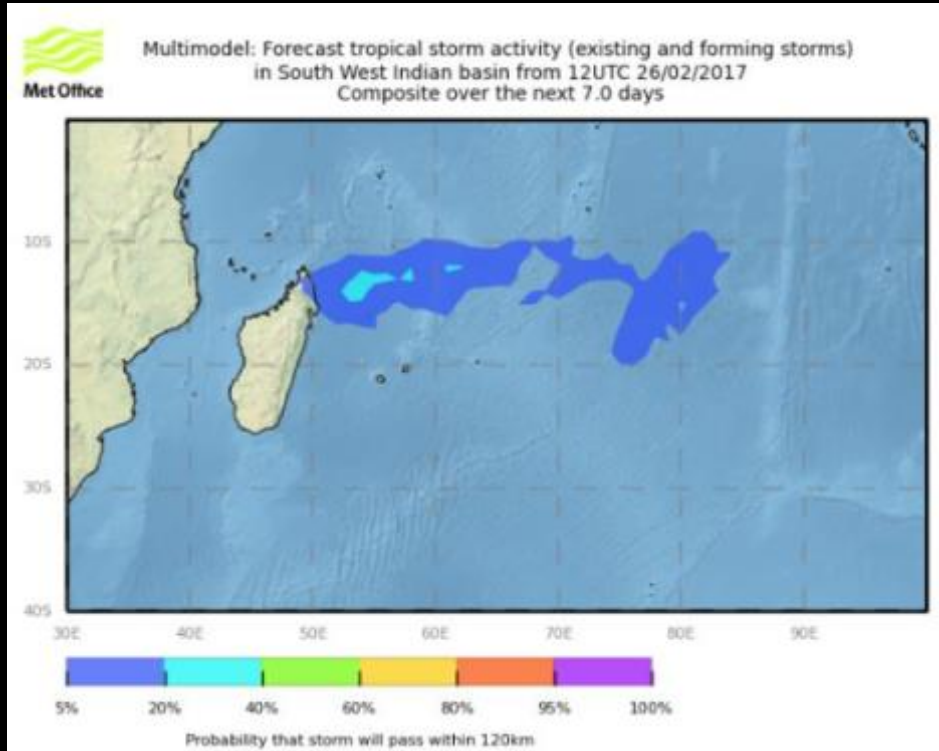 Met Office
Multimodel: Forecast tropical storm activity (existing and forming storms)
in South West Indian basin from 12UTC 26/02/2017
Composite over the next 7.0 days
10S
20S
30S
40S
30E 40E 50E 60E 70E 80E 90E
5% 20% 40% 60% 80% 95% 100%
Probability that storm will pass within 120km